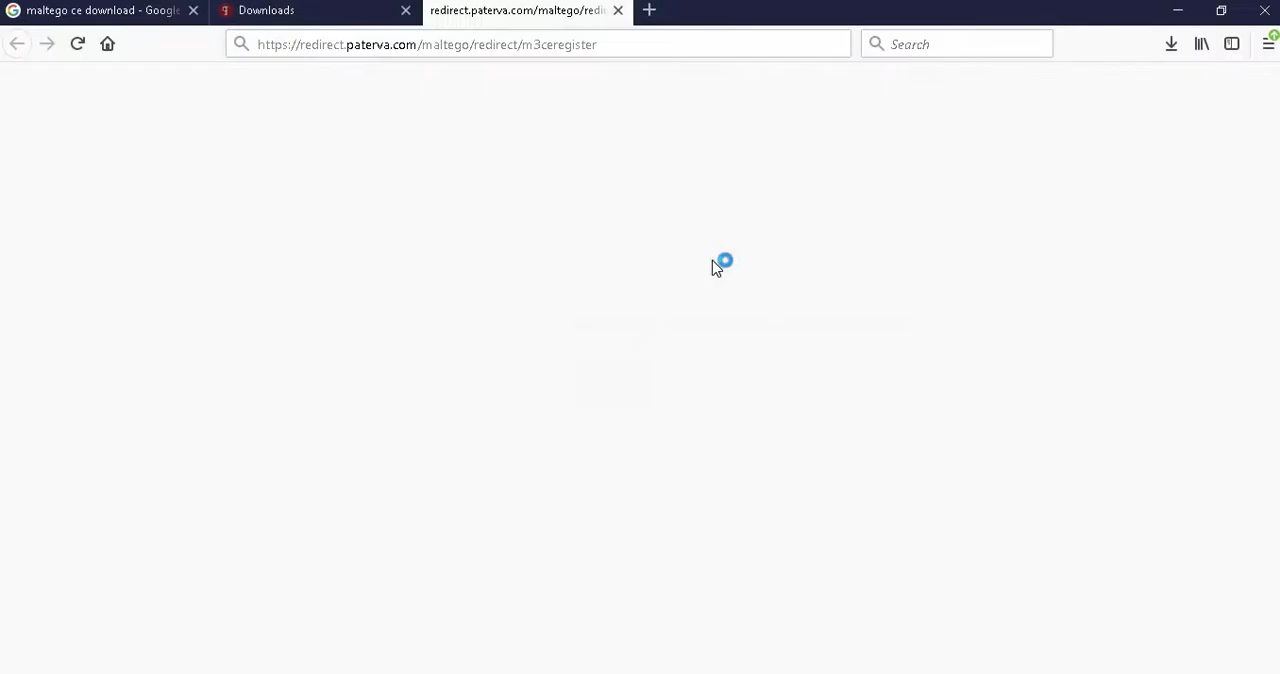 maltego ce download - Google
Downloads
redirect.paterva.com/maltego/redi
https://redirect.paterva.com/maltego/redirect/m3ceregister
Search